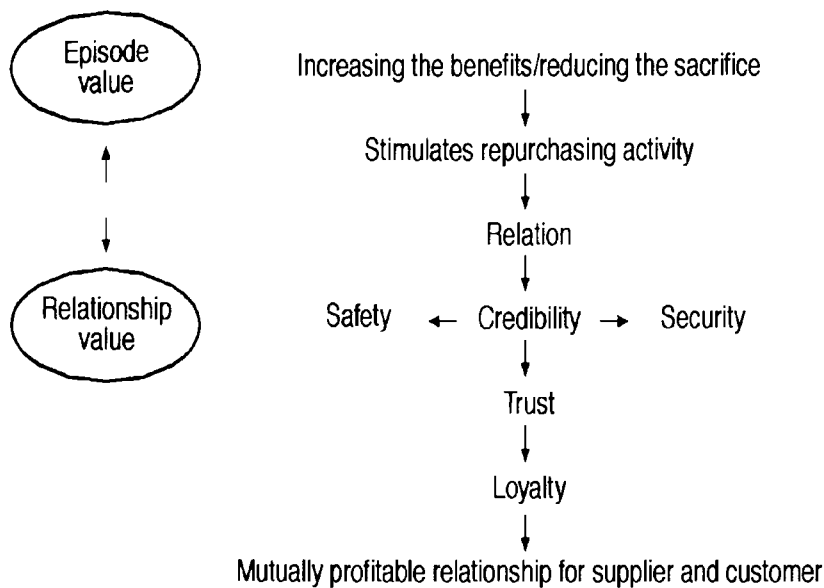 Episode
value
Increasing the benefits/reducing the sacrifice
Stimulates repurchasing activity
Relation
Relationship
value
Safety
Credibility
Security
Trust
Loyalty
Mutually profitable relationship for supplier and customer